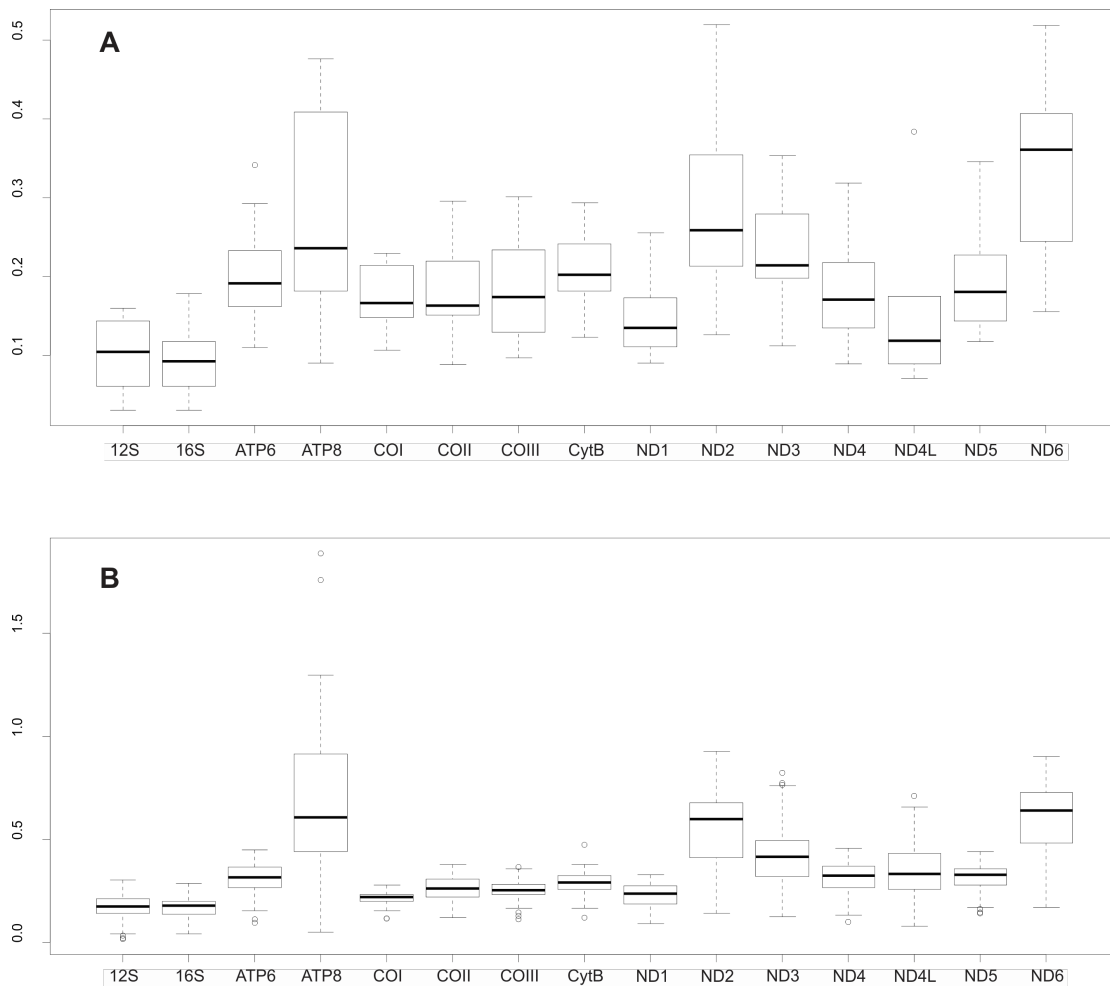 A
0.5
0.4
0.3
0.2
0.1
12S 16S ATP6 ATP8 COI COII COIII CytB ND1 ND2 ND3 ND4 ND4L ND5 ND6
B
1.5
1.0
0.5
0.0
12S 16S ATP6 ATP8 COI COII COIII CytB ND1 ND2 ND3 ND4 ND4L ND5 ND6